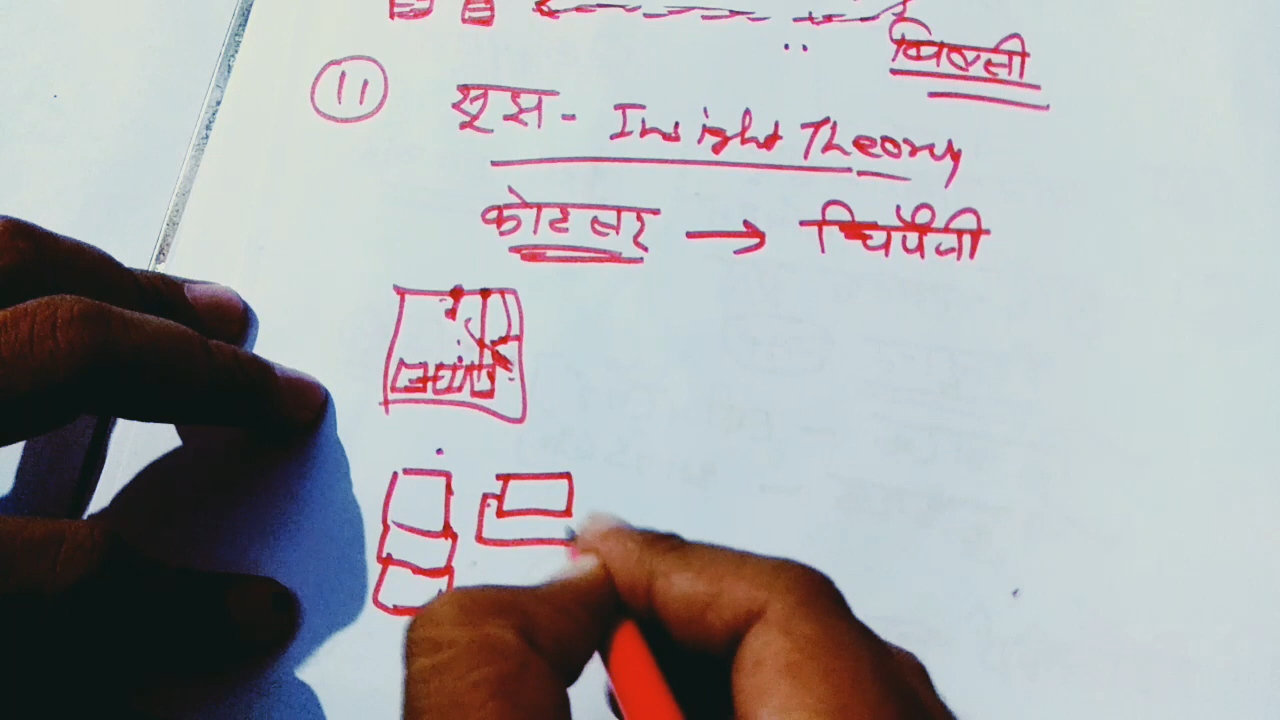 बिल्ली
11
सूझ - Insight Theory
कोहलर → चिंपैंजी